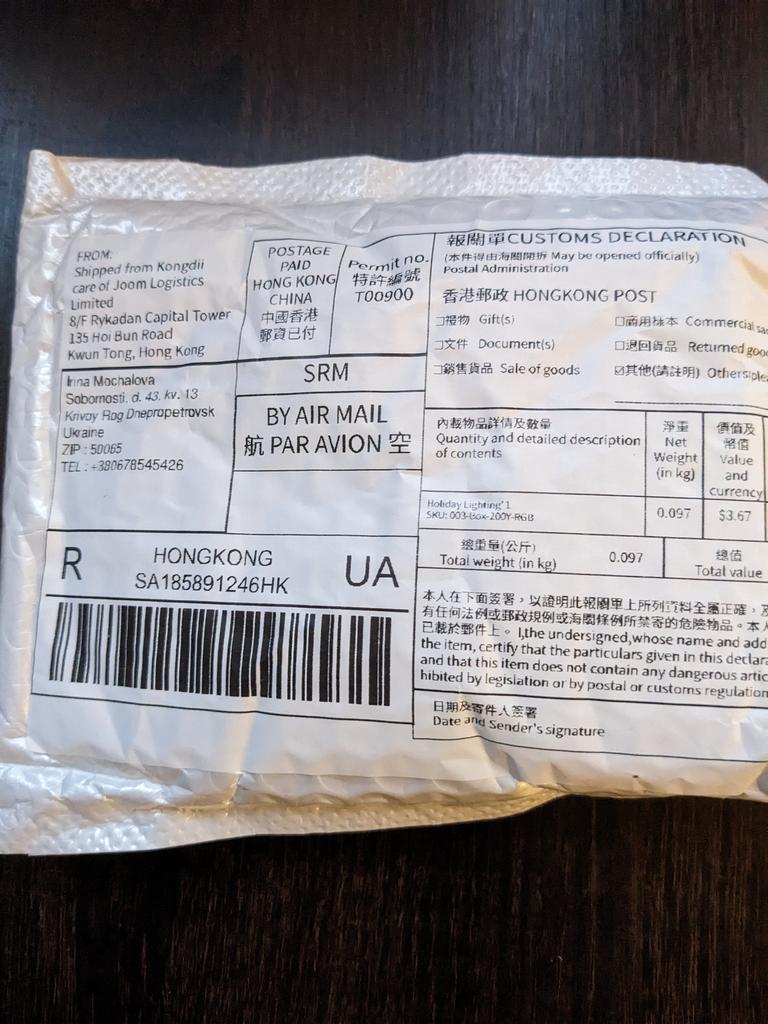 FROM:
Shipped from Kongdii
care of Joom Logistics
Limited
8/F Rykadan Capital Tower
135 Hoi Bun Road
Kwun Tong, Hong Kong
POSTAGE
PAID
HONG KONG
CHINA
中國香港
郵資已付
Permit no.
特許編號
T00900
Irina Mochalova
Sobornosti, d. 43, kv. 13
Krivoy Rog Dnepropetrovsk
Ukraine
ZIP : 50065
TEL : +380678545426
SRM
BY AIR MAIL
航 PAR AVION 空
R
HONGKONG
SA185891246HK
UA
報關單CUSTOMS DECLARATION
(本件得由海關開拆 May be opened officially)
Postal Administration
香港郵政 HONGKONG POST
□禮物 Gift(s)
□商用樣本 Commercial
□文件 Document(s)
□退回貨品 Returned
□銷售貨品 Sale of goods
☑其他(請註明) Others
內載物品詳情及數量
Quantity and detailed description
of contents
淨重
Net
Weight
(in kg)
價值及
幣值
Value
and
currency
Holiday Lighting*1
SKU: 003-Box-200Y-RGB
0.097
$3.67
總重量(公斤)
Total weight (in kg)
0.097
總值
Total value
本人在下面簽署，以證明此報關單上所列資料全屬正確，及
有任何法例或郵政規例或海關條例所禁寄的危險物品。本人
已載於郵件上。 I,the undersigned,whose name and
the item, certify that the particulars given in this
and that this item does not contain any dangerous
hibited by legislation or by postal or customs
日期及寄件人簽署
Date and Sender's signature